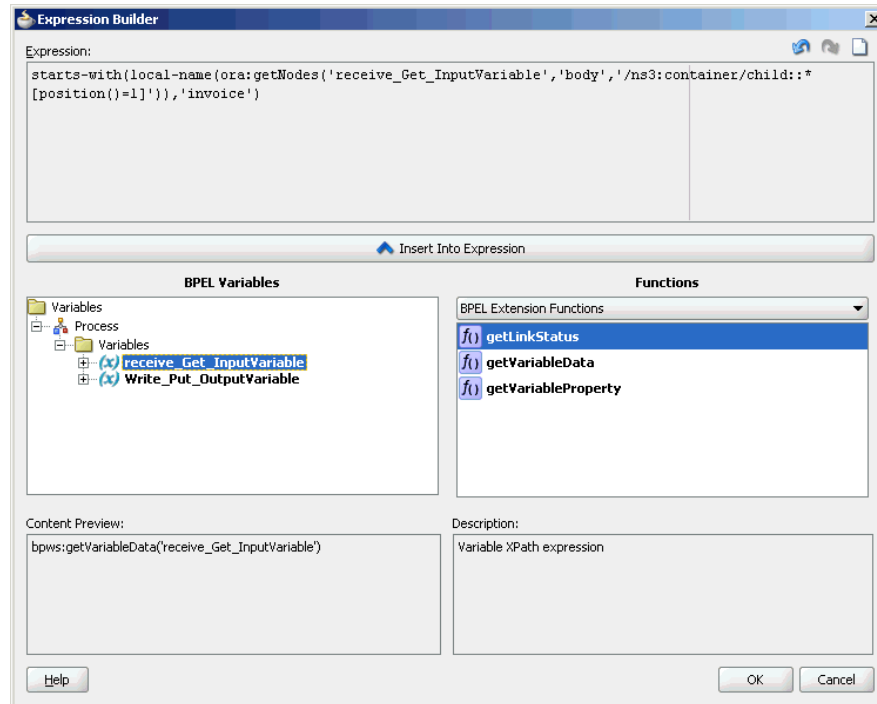 Expression Builder
Expression:
starts-with(local-name(ora:getNodes('receive_Get_InputVariable','body','/ns3:container/child::*
[position()=1]')),'invoice')
Insert Into Expression
BPEL Variables
Functions
Variables
Process
Variables
(x) receive_Get_InputVariable
(x) Write_Put_OutputVariable
BPEL Extension Functions
f() getLinkStatus
f() getVariableData
f() getVariableProperty
Content Preview:
bpws:getVariableData('receive_Get_InputVariable')
Description:
Variable XPath expression
Help
OK
Cancel